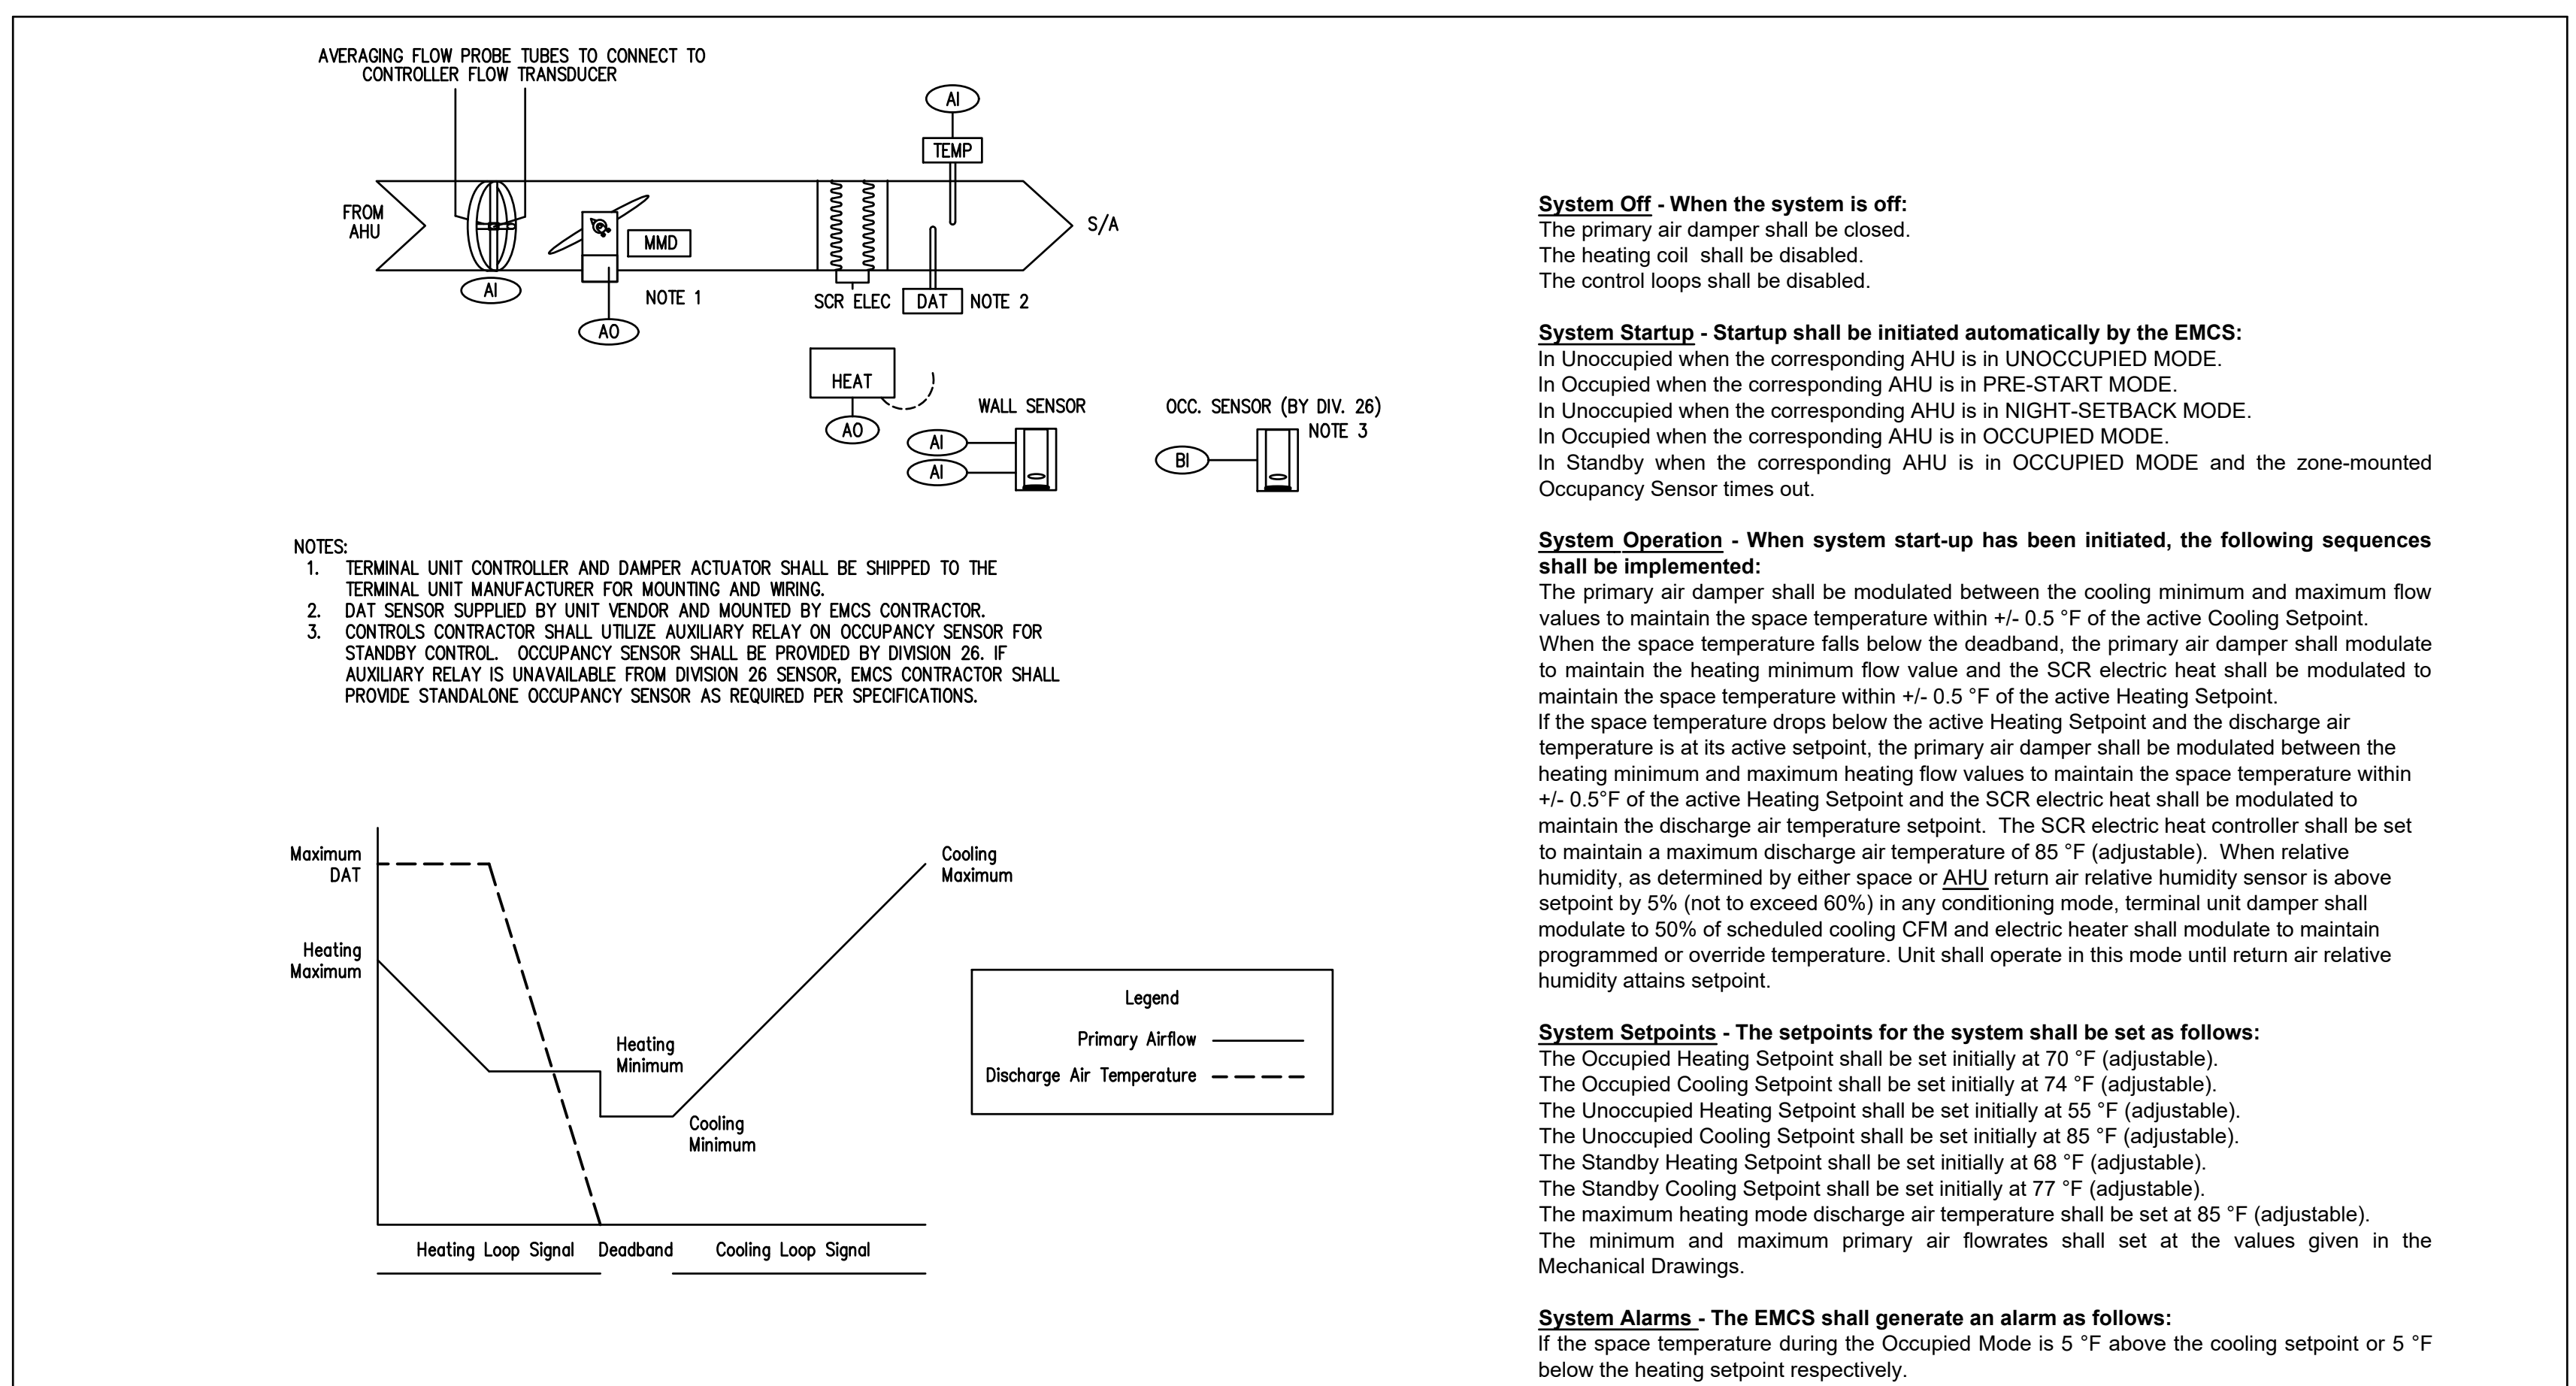 AVERAGING FLOW PROBE TUBES TO CONNECT TO
CONTROLLER FLOW TRANSDUCER
AI
TEMP
FROM
AHU
MMD
S/A
AI
NOTE 1
SCR ELEC
DAT
NOTE 2
AO
HEAT
AO
WALL SENSOR
AI
AI
OCC. SENSOR (BY DIV. 26)
NOTE 3
BI
NOTES:
1. TERMINAL UNIT CONTROLLER AND DAMPER ACTUATOR SHALL BE SHIPPED TO THE
TERMINAL UNIT MANUFACTURER FOR MOUNTING AND WIRING.
2. DAT SENSOR SUPPLIED BY UNIT VENDOR AND MOUNTED BY EMCS CONTRACTOR.
3. CONTROLS CONTRACTOR SHALL UTILIZE AUXILIARY RELAY ON OCCUPANCY SENSOR FOR
STANDBY CONTROL. OCCUPANCY SENSOR SHALL BE PROVIDED BY DIVISION 26. IF
AUXILIARY RELAY IS UNAVAILABLE FROM DIVISION 26 SENSOR, EMCS CONTRACTOR SHALL
PROVIDE STANDALONE OCCUPANCY SENSOR AS REQUIRED PER SPECIFICATIONS.
Maximum
DAT
Heating
Maximum
Cooling
Maximum
Heating
Minimum
Cooling
Minimum
Legend
Primary Airflow
Discharge Air Temperature
Heating Loop Signal
Deadband
Cooling Loop Signal
System Off - When the system is off:
The primary air damper shall be closed.
The heating coil shall be disabled.
The control loops shall be disabled.
System Startup - Startup shall be initiated automatically by the EMCS:
In Unoccupied when the corresponding AHU is in UNOCCUPIED MODE.
In Occupied when the corresponding AHU is in PRE-START MODE.
In Unoccupied when the corresponding AHU is in NIGHT-SETBACK MODE.
In Occupied when the corresponding AHU is in OCCUPIED MODE.
In Standby when the corresponding AHU is in OCCUPIED MODE and the zone-mounted
Occupancy Sensor times out.
System Operation - When system start-up has been initiated, the following sequences
shall be implemented:
The primary air damper shall be modulated between the cooling minimum and maximum flow
values to maintain the space temperature within +/- 0.5 °F of the active Cooling Setpoint.
When the space temperature falls below the deadband, the primary air damper shall modulate
to maintain the heating minimum flow value and the SCR electric heat shall be modulated to
maintain the space temperature within +/- 0.5 °F of the active Heating Setpoint.
If the space temperature drops below the active Heating Setpoint and the discharge air
temperature is at its active setpoint, the primary air damper shall be modulated between the
heating minimum and maximum heating flow values to maintain the space temperature within
+/- 0.5°F of the active Heating Setpoint and the SCR electric heat shall be modulated to
maintain the discharge air temperature setpoint. The SCR electric heat controller shall be set
to maintain a maximum discharge air temperature of 85 °F (adjustable). When relative
humidity, as determined by either space or AHU return air relative humidity sensor is above
setpoint by 5% (not to exceed 60%) in any conditioning mode, terminal unit damper shall
modulate to 50% of scheduled cooling CFM and electric heater shall modulate to maintain
programmed or override temperature. Unit shall operate in this mode until return air relative
humidity attains setpoint.
System Setpoints - The setpoints for the system shall be set as follows:
The Occupied Heating Setpoint shall be set initially at 70 °F (adjustable).
The Occupied Cooling Setpoint shall be set initially at 74 °F (adjustable).
The Unoccupied Heating Setpoint shall be set initially at 55 °F (adjustable).
The Unoccupied Cooling Setpoint shall be set initially at 85 °F (adjustable).
The Standby Heating Setpoint shall be set initially at 68 °F (adjustable).
The Standby Cooling Setpoint shall be set initially at 77 °F (adjustable).
The maximum heating mode discharge air temperature shall be set at 85 °F (adjustable).
The minimum and maximum primary air flowrates shall set at the values given in the
Mechanical Drawings.
System Alarms - The EMCS shall generate an alarm as follows:
If the space temperature during the Occupied Mode is 5 °F above the cooling setpoint or 5 °F
below the heating setpoint respectively.